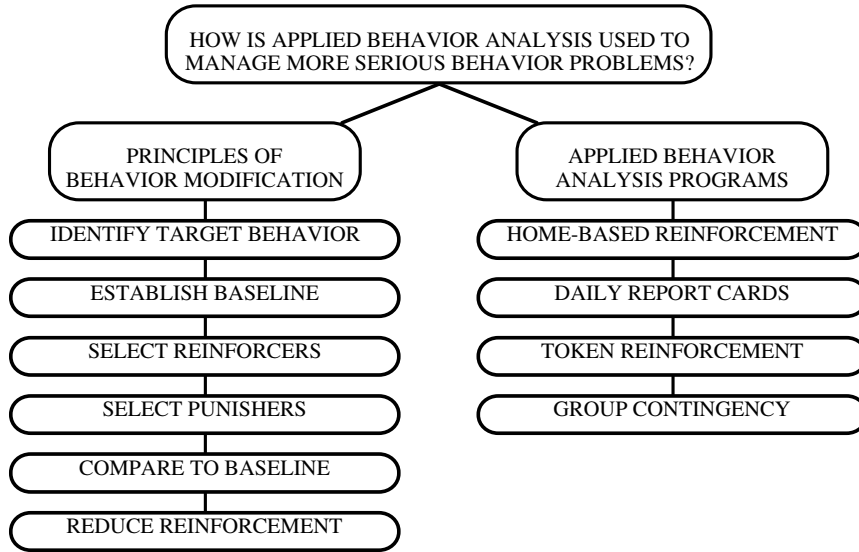 HOW IS APPLIED BEHAVIOR ANALYSIS USED TO
MANAGE MORE SERIOUS BEHAVIOR PROBLEMS?
PRINCIPLES OF
BEHAVIOR MODIFICATION
IDENTIFY TARGET BEHAVIOR
ESTABLISH BASELINE
SELECT REINFORCERS
SELECT PUNISHERS
COMPARE TO BASELINE
REDUCE REINFORCEMENT
APPLIED BEHAVIOR
ANALYSIS PROGRAMS
HOME-BASED REINFORCEMENT
DAILY REPORT CARDS
TOKEN REINFORCEMENT
GROUP CONTINGENCY